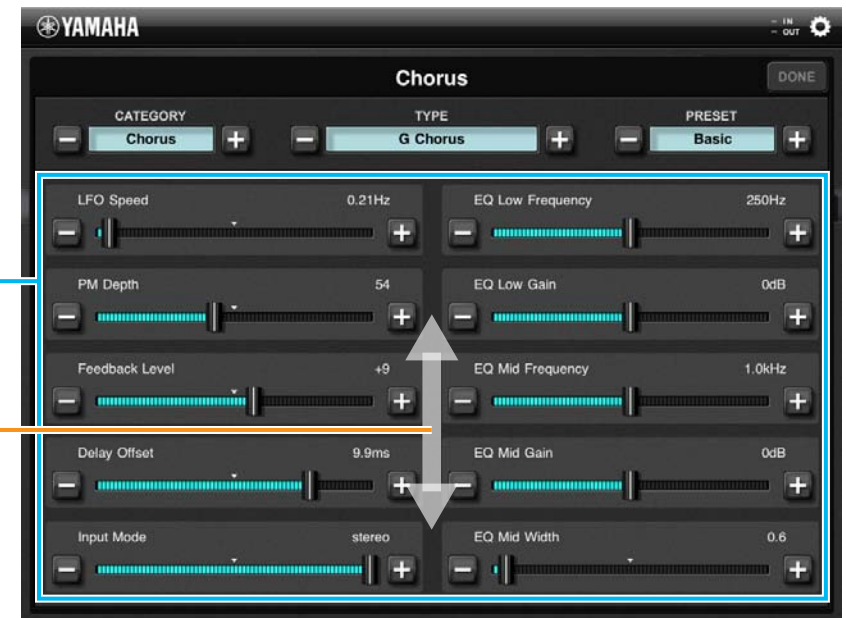 YAMAHA
– IN
– OUT
Chorus
DONE
CATEGORY
Chorus
TYPE
G Chorus
PRESET
Basic
LFO Speed 0.21Hz
PM Depth 54
Feedback Level +9
Delay Offset 9.9ms
Input Mode stereo
EQ Low Frequency 250Hz
EQ Low Gain 0dB
EQ Mid Frequency 1.0kHz
EQ Mid Gain 0dB
EQ Mid Width 0.6